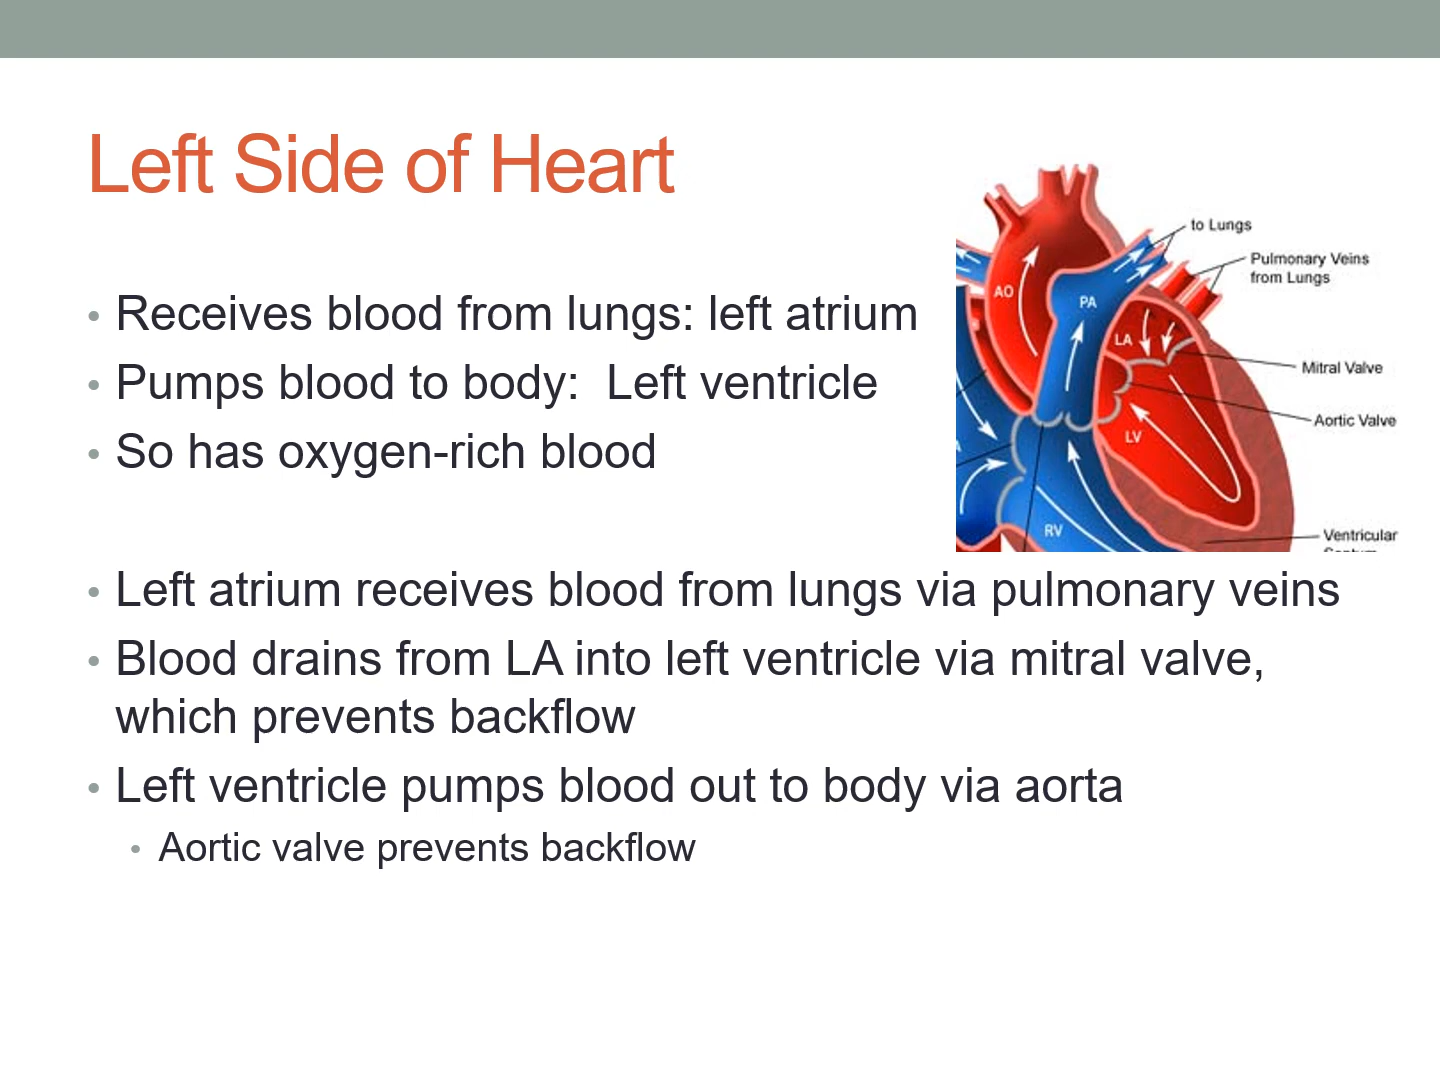 Left Side of Heart
• Receives blood from lungs: left atrium
• Pumps blood to body:  Left ventricle
• So has oxygen-rich blood
to Lungs
Pulmonary Veins
from Lungs
AO
PA
LA
Mitral Valve
Aortic Valve
LV
RV
Ventricular
• Left atrium receives blood from lungs via pulmonary veins
• Blood drains from LA into left ventricle via mitral valve,
which prevents backflow
• Left ventricle pumps blood out to body via aorta
• Aortic valve prevents backflow